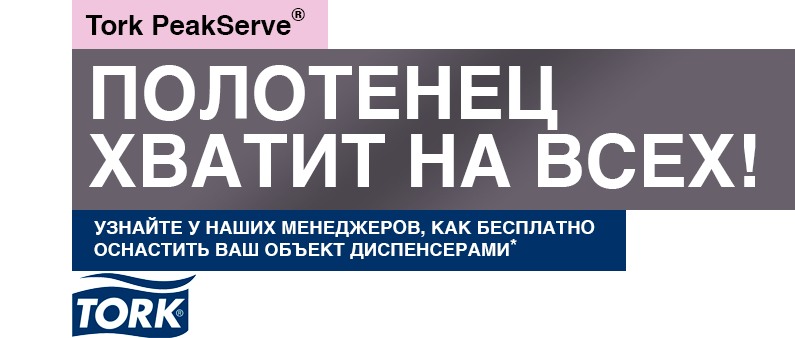 Tork PeakServe®
ПОЛОТЕНЕЦ
ХВАТИТ НА ВСЕХ!
УЗНАЙТЕ У НАШИХ МЕНЕДЖЕРОВ, КАК БЕСПЛАТНО
ОСНАСТИТЬ ВАШ ОБЪЕКТ ДИСПЕНСЕРАМИ*
TORK®